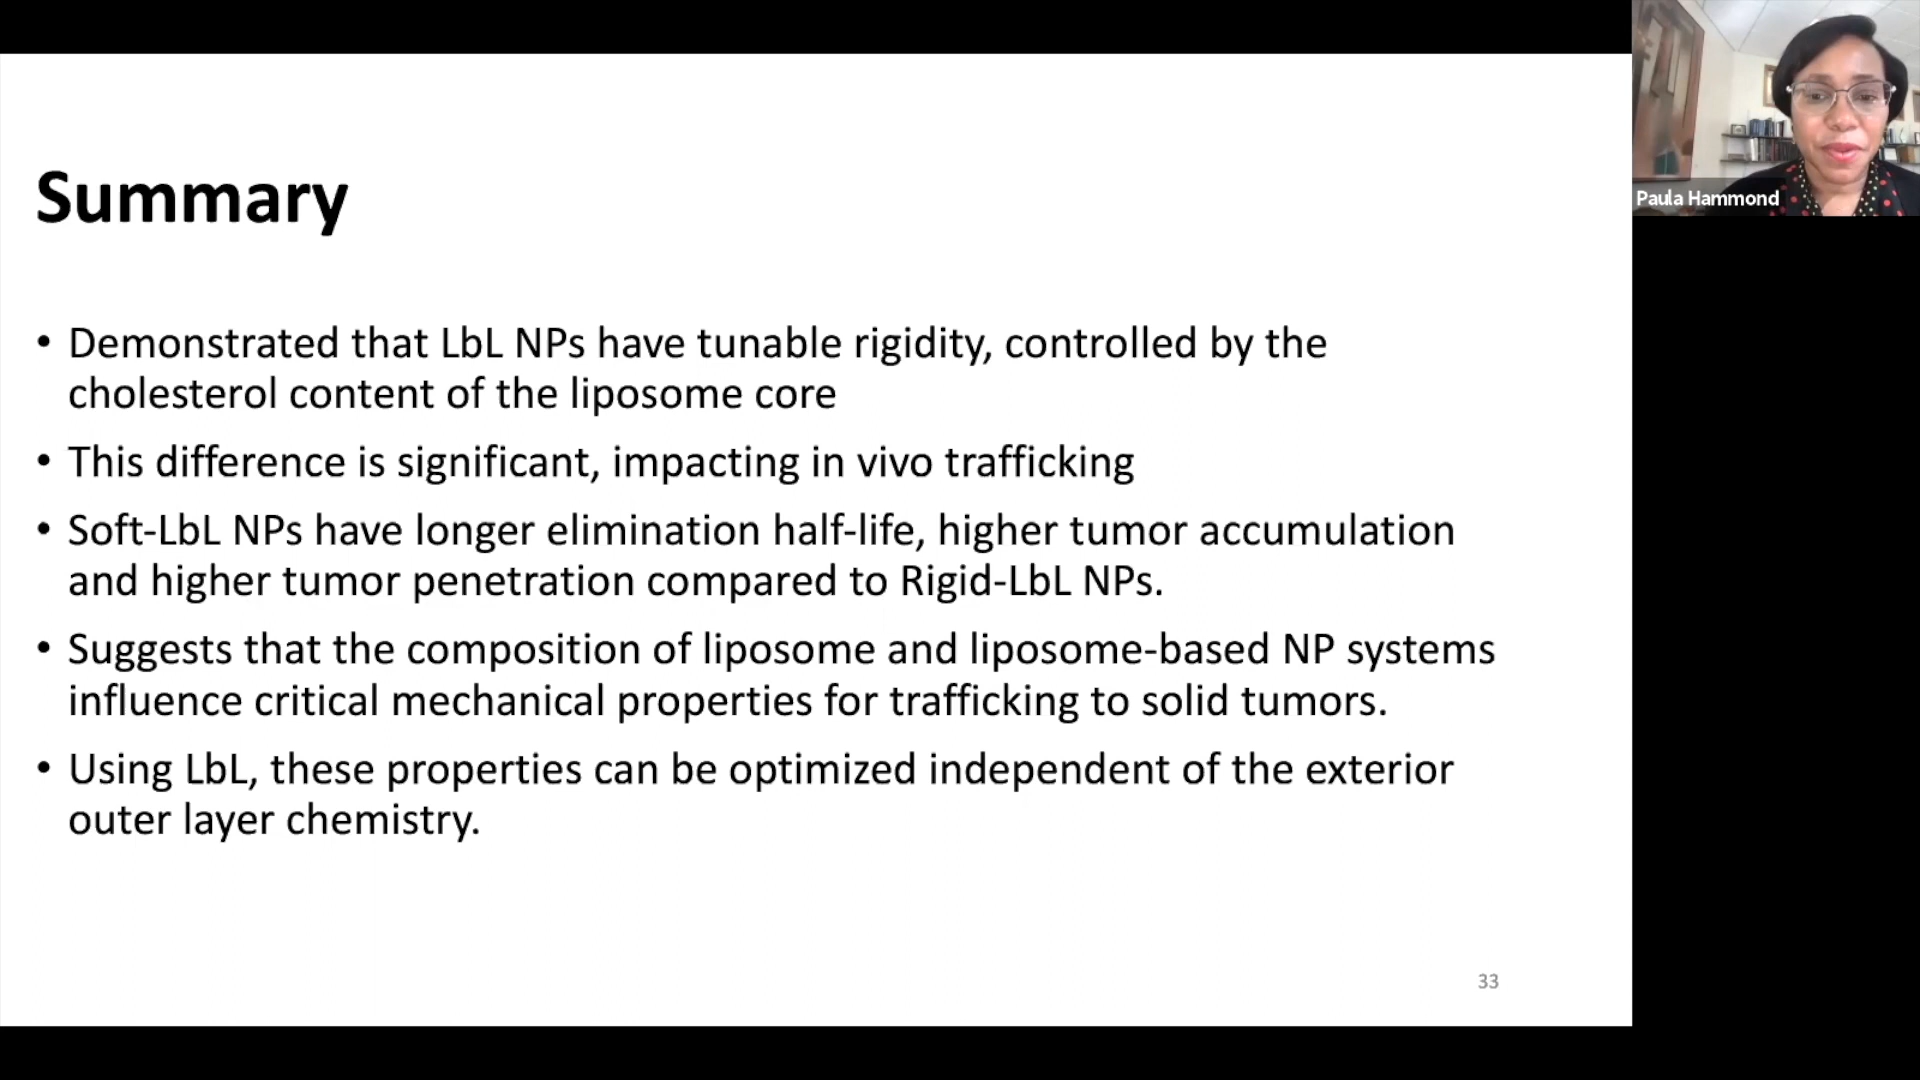 Summary
• Demonstrated that LbL NPs have tunable rigidity, controlled by the
cholesterol content of the liposome core
• This difference is significant, impacting in vivo trafficking
• Soft-LbL NPs have longer elimination half-life, higher tumor accumulation
and higher tumor penetration compared to Rigid-LbL NPs.
• Suggests that the composition of liposome and liposome-based NP systems
influence critical mechanical properties for trafficking to solid tumors.
• Using LbL, these properties can be optimized independent of the exterior
outer layer chemistry.
33
Paula Hammond